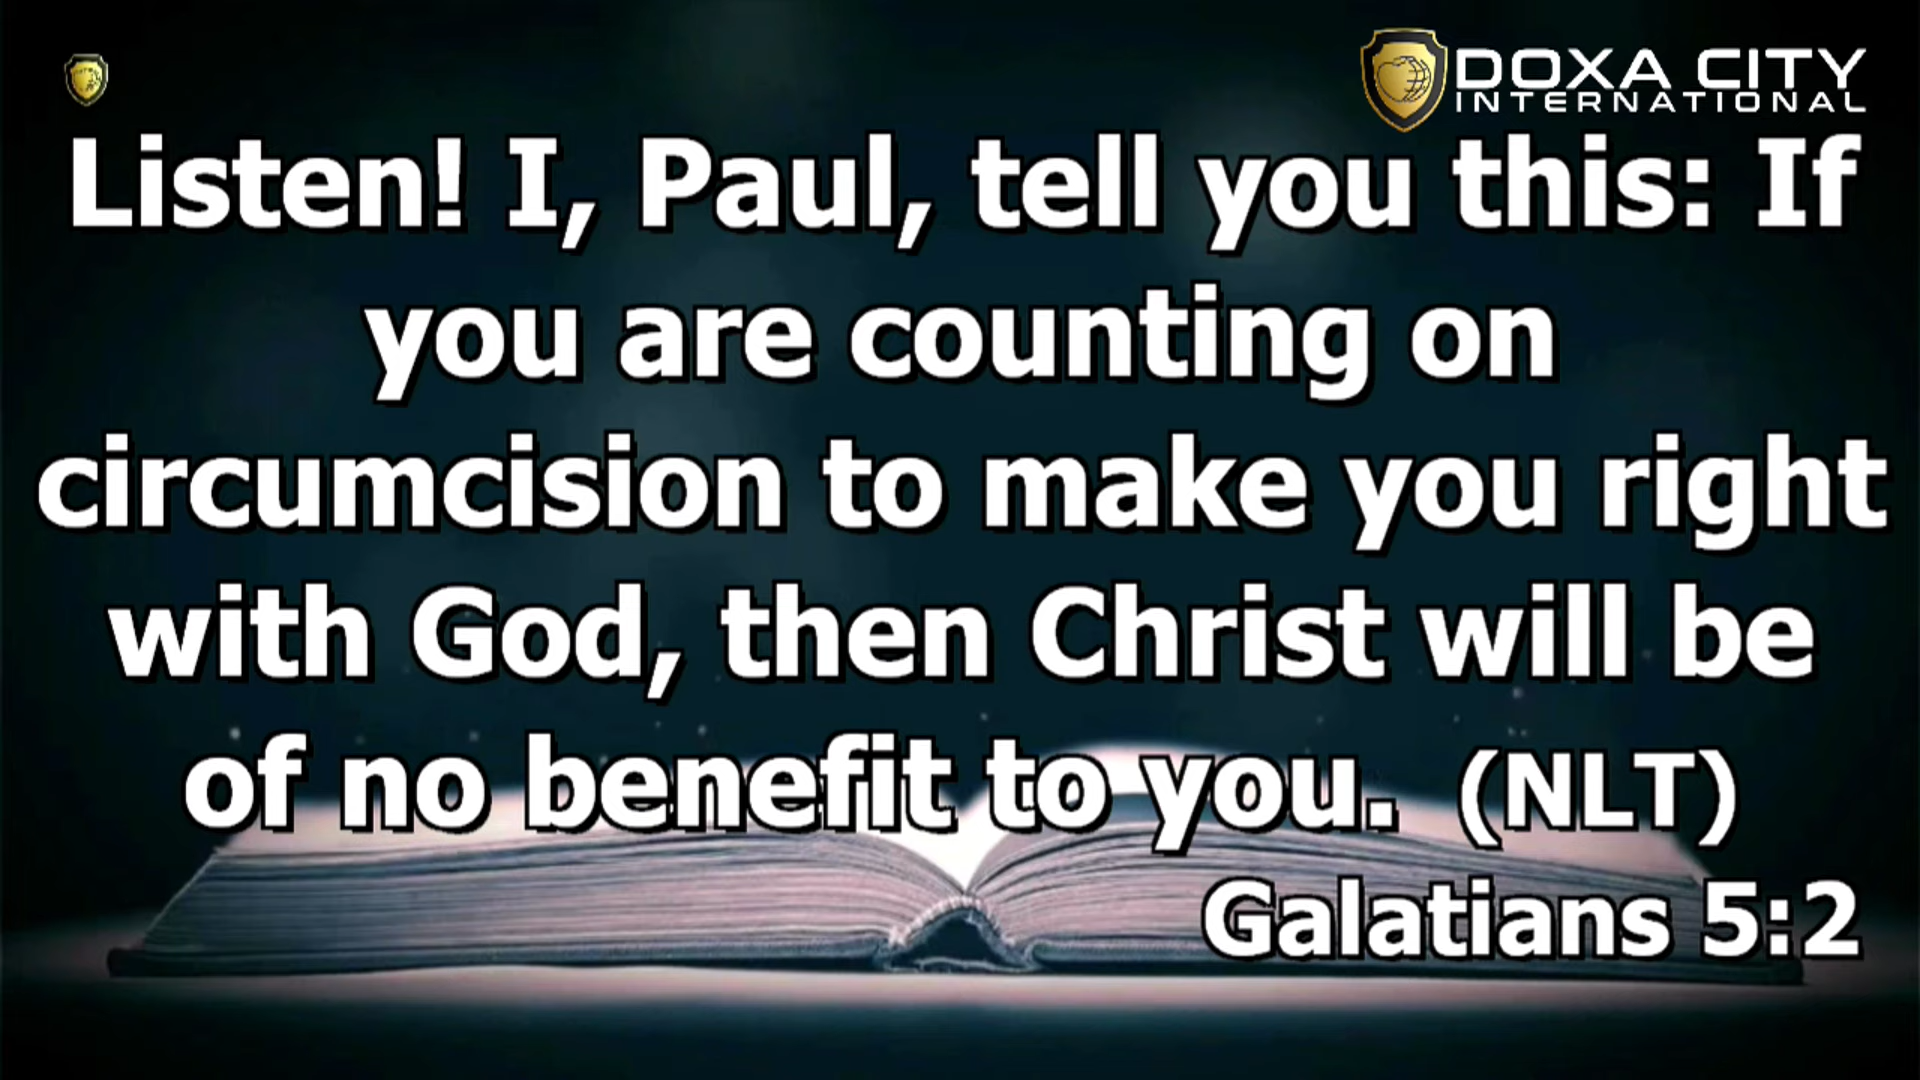 DOXA CITY
INTERNATIONAL
Listen! I, Paul, tell you this: If
you are counting on
circumcision to make you right
with God, then Christ will be
of no benefit to you. (NLT)
Galatians 5:2